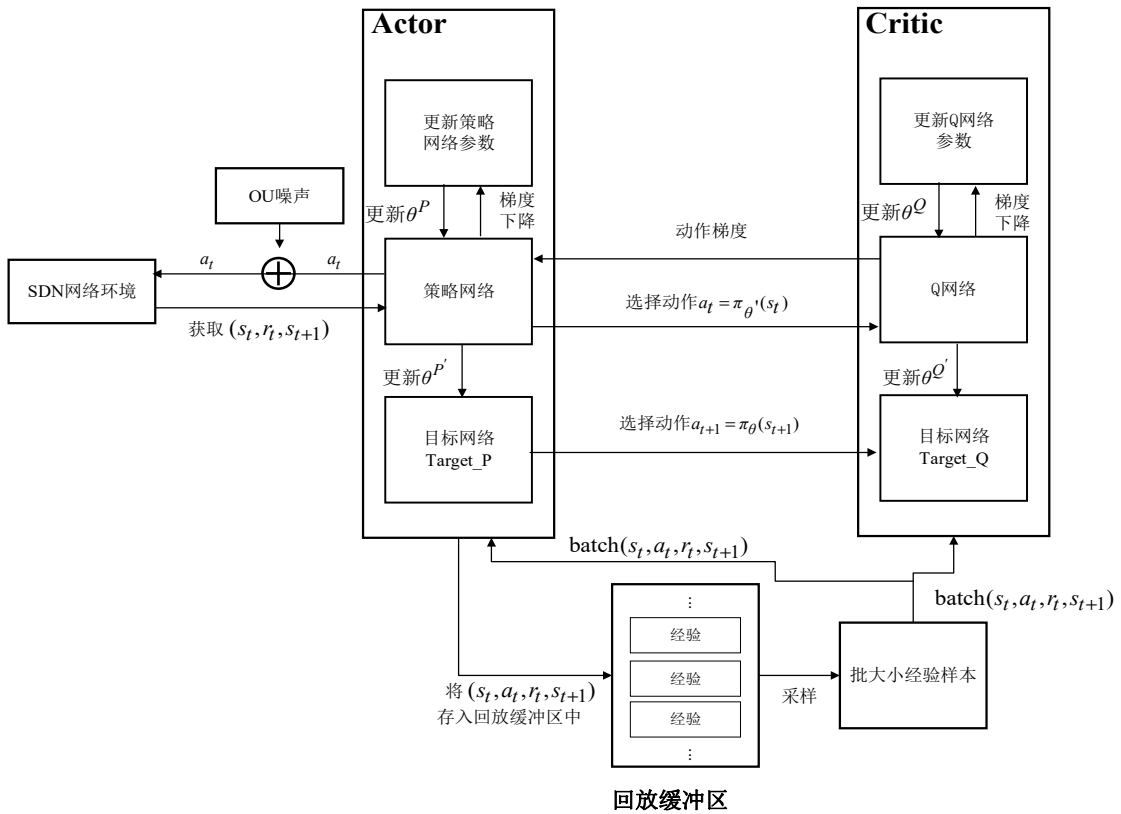 Actor
Critic
更新策略
网络参数
更新Q网络
参数
OU噪声
更新θ^P
梯度
下降
更新θ^Q
梯度
下降
动作梯度
a_t
a_t
SDN网络环境
策略网络
Q网络
选择动作a_t = π_θ'(s_t)
获取 (s_t, r_t, s_{t+1})
更新θ^{P'}
更新θ^{Q'}
选择动作a_{t+1} = π_θ(s_{t+1})
目标网络
Target_P
目标网络
Target_Q
batch(s_t, a_t, r_t, s_{t+1})
batch(s_t, a_t, r_t, s_{t+1})
⋮
经验
经验
经验
⋮
将 (s_t, a_t, r_t, s_{t+1})
存入回放缓冲区中
采样
批大小经验样本
回放缓冲区